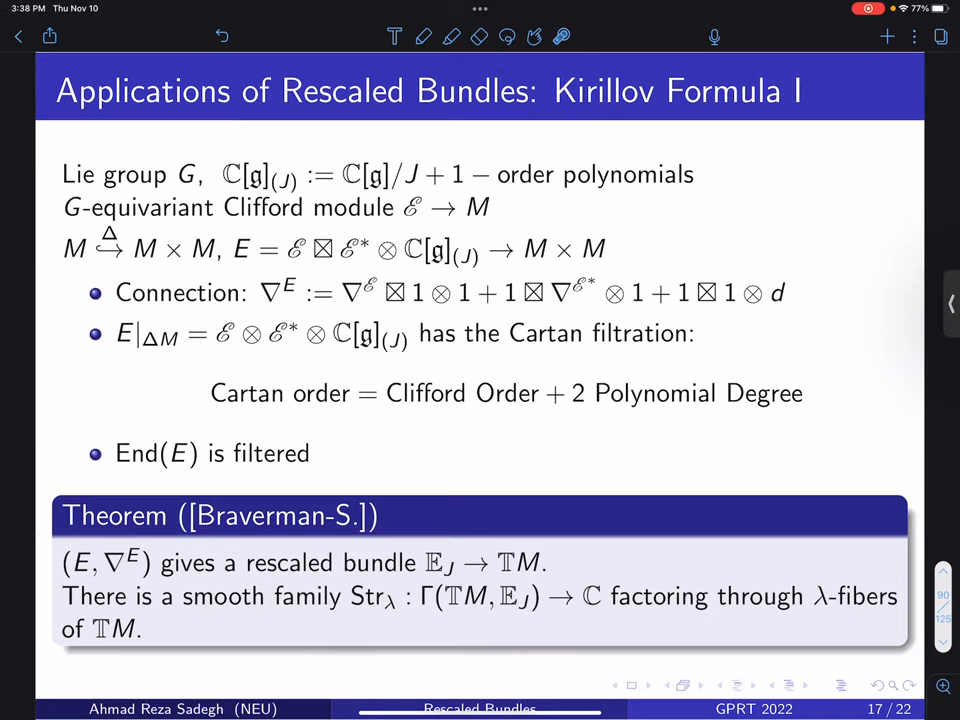 3:38 PM Thu Nov 10
77%
Applications of Rescaled Bundles: Kirillov Formula I
Lie group G, ℂ[𝔤]_(J) := ℂ[𝔤]/J + 1 − order polynomials
G-equivariant Clifford module ℰ → M
M ↪^Δ M × M, E = ℰ ⊠ ℰ* ⊗ ℂ[𝔤]_(J) → M × M
Connection: ∇^E := ∇^ℰ ⊠ 1 ⊗ 1 + 1 ⊠ ∇^ℰ* ⊗ 1 + 1 ⊠ 1 ⊗ d
E|_ΔM = ℰ ⊗ ℰ* ⊗ ℂ[𝔤]_(J) has the Cartan filtration:
Cartan order = Clifford Order + 2 Polynomial Degree
End(E) is filtered
Theorem ([Braverman-S.])
(E, ∇^E) gives a rescaled bundle 𝔼_J → 𝕋M.
There is a smooth family Str_λ : Γ(𝕋M, 𝔼_J) → ℂ factoring through λ-fibers
of 𝕋M.
90
125
Ahmad Reza Sadegh (NEU) Rescaled Bundles GPRT 2022 17 / 22